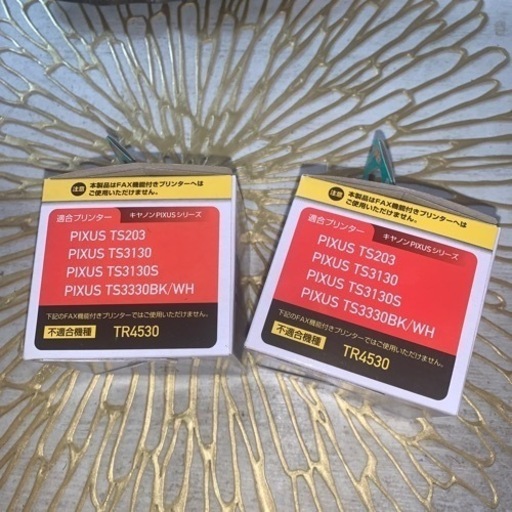 注意 本製品はFAX機能付きプリンターへは
ご使用いただけません。
適合プリンター キヤノンPIXUSシリーズ
PIXUS TS203
PIXUS TS3130
PIXUS TS3130S
PIXUS TS3330BK/WH
下記のFAX機能付きプリンターではご使用いただけません。
不適合機種 TR4530
注意 本製品はFAX機能付きプリンターへは
ご使用いただけません。
適合プリンター キヤノンPIXUSシリーズ
PIXUS TS203
PIXUS TS3130
PIXUS TS3130S
PIXUS TS3330BK/WH
下記のFAX機能付きプリンターではご使用いただけません。
不適合機種 TR4530